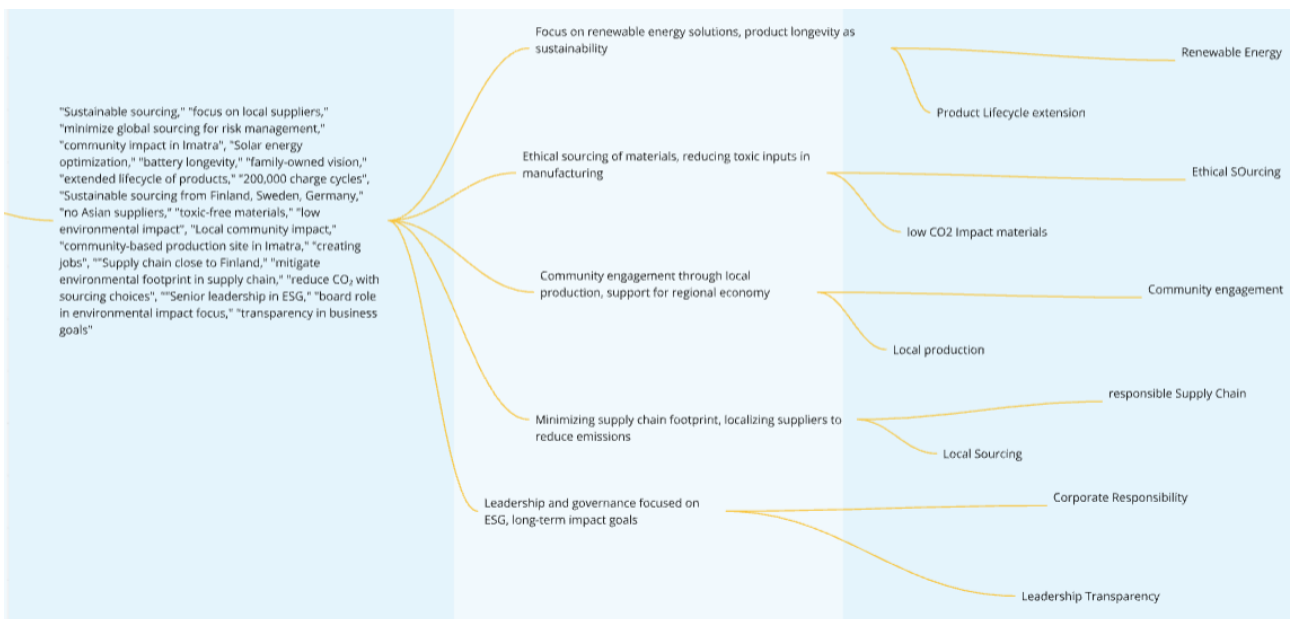 "Sustainable sourcing," "focus on local suppliers,"
"minimize global sourcing for risk management,"
"community impact in Imatra", "Solar energy
optimization," "battery longevity," "family-owned vision,"
"extended lifecycle of products," "200,000 charge cycles",
"Sustainable sourcing from Finland, Sweden, Germany,"
"no Asian suppliers," "toxic-free materials," "low
environmental impact", "Local community impact,"
"community-based production site in Imatra," "creating
jobs", ""Supply chain close to Finland," "mitigate
environmental footprint in supply chain," "reduce CO₂ with
sourcing choices", ""Senior leadership in ESG," "board role
in environmental impact focus," "transparency in business
goals"
Focus on renewable energy solutions, product longevity as
sustainability
Renewable Energy
Product Lifecycle extension
Ethical sourcing of materials, reducing toxic inputs in
manufacturing
Ethical SOurcing
low CO2 Impact materials
Community engagement through local
production, support for regional economy
Community engagement
Local production
Minimizing supply chain footprint, localizing suppliers to
reduce emissions
responsible Supply Chain
Local Sourcing
Leadership and governance focused on
ESG, long-term impact goals
Corporate Responsibility
Leadership Transparency